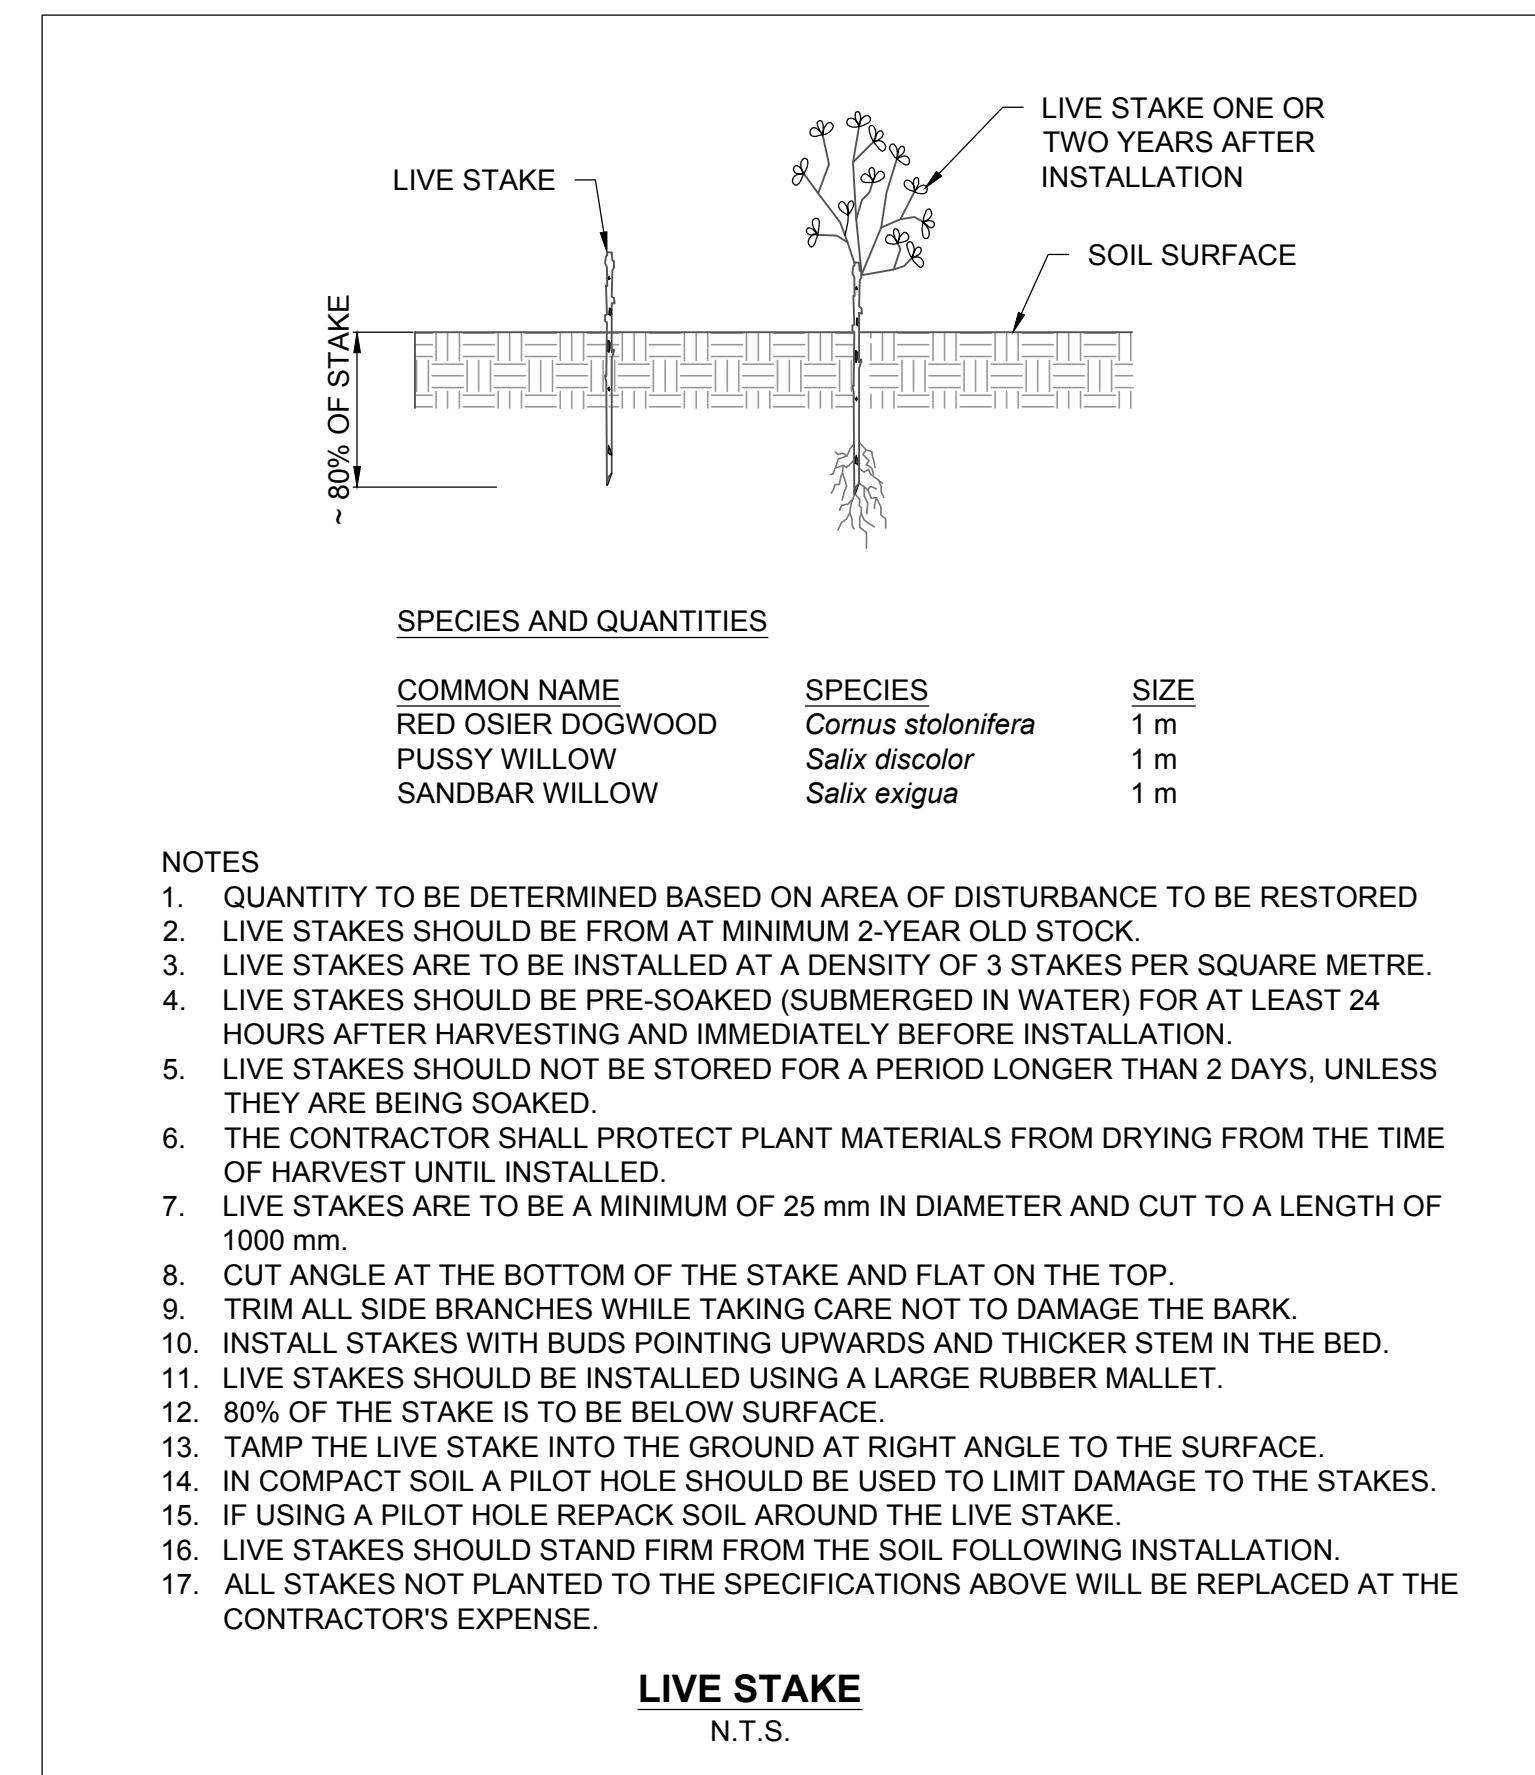 LIVE STAKE ONE OR
TWO YEARS AFTER
INSTALLATION
LIVE STAKE
SOIL SURFACE
~ 80% OF STAKE
SPECIES AND QUANTITIES
COMMON NAME SPECIES SIZE
RED OSIER DOGWOOD Cornus stolonifera 1 m
PUSSY WILLOW Salix discolor 1 m
SANDBAR WILLOW Salix exigua 1 m
NOTES
1. QUANTITY TO BE DETERMINED BASED ON AREA OF DISTURBANCE TO BE RESTORED
2. LIVE STAKES SHOULD BE FROM AT MINIMUM 2-YEAR OLD STOCK.
3. LIVE STAKES ARE TO BE INSTALLED AT A DENSITY OF 3 STAKES PER SQUARE METRE.
4. LIVE STAKES SHOULD BE PRE-SOAKED (SUBMERGED IN WATER) FOR AT LEAST 24
HOURS AFTER HARVESTING AND IMMEDIATELY BEFORE INSTALLATION.
5. LIVE STAKES SHOULD NOT BE STORED FOR A PERIOD LONGER THAN 2 DAYS, UNLESS
THEY ARE BEING SOAKED.
6. THE CONTRACTOR SHALL PROTECT PLANT MATERIALS FROM DRYING FROM THE TIME
OF HARVEST UNTIL INSTALLED.
7. LIVE STAKES ARE TO BE A MINIMUM OF 25 mm IN DIAMETER AND CUT TO A LENGTH OF
1000 mm.
8. CUT ANGLE AT THE BOTTOM OF THE STAKE AND FLAT ON THE TOP.
9. TRIM ALL SIDE BRANCHES WHILE TAKING CARE NOT TO DAMAGE THE BARK.
10. INSTALL STAKES WITH BUDS POINTING UPWARDS AND THICKER STEM IN THE BED.
11. LIVE STAKES SHOULD BE INSTALLED USING A LARGE RUBBER MALLET.
12. 80% OF THE STAKE IS TO BE BELOW SURFACE.
13. TAMP THE LIVE STAKE INTO THE GROUND AT RIGHT ANGLE TO THE SURFACE.
14. IN COMPACT SOIL A PILOT HOLE SHOULD BE USED TO LIMIT DAMAGE TO THE STAKES.
15. IF USING A PILOT HOLE REPACK SOIL AROUND THE LIVE STAKE.
16. LIVE STAKES SHOULD STAND FIRM FROM THE SOIL FOLLOWING INSTALLATION.
17. ALL STAKES NOT PLANTED TO THE SPECIFICATIONS ABOVE WILL BE REPLACED AT THE
CONTRACTOR'S EXPENSE.
LIVE STAKE
N.T.S.